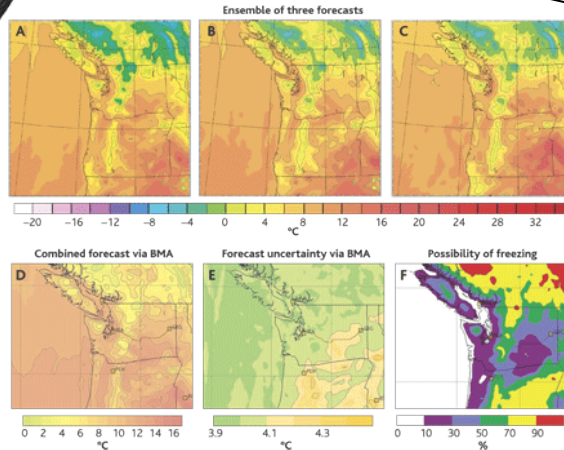 Ensemble of three forecasts
A B C
−20 −16 −12 −8 −4 0 4 8 12 16 20 24 28 32
°C
Combined forecast via BMA Forecast uncertainty via BMA Possibility of freezing
D E F
0 2 4 6 8 10 12 14 16 3.9 4.1 4.3 0 10 30 50 70 90
°C °C %